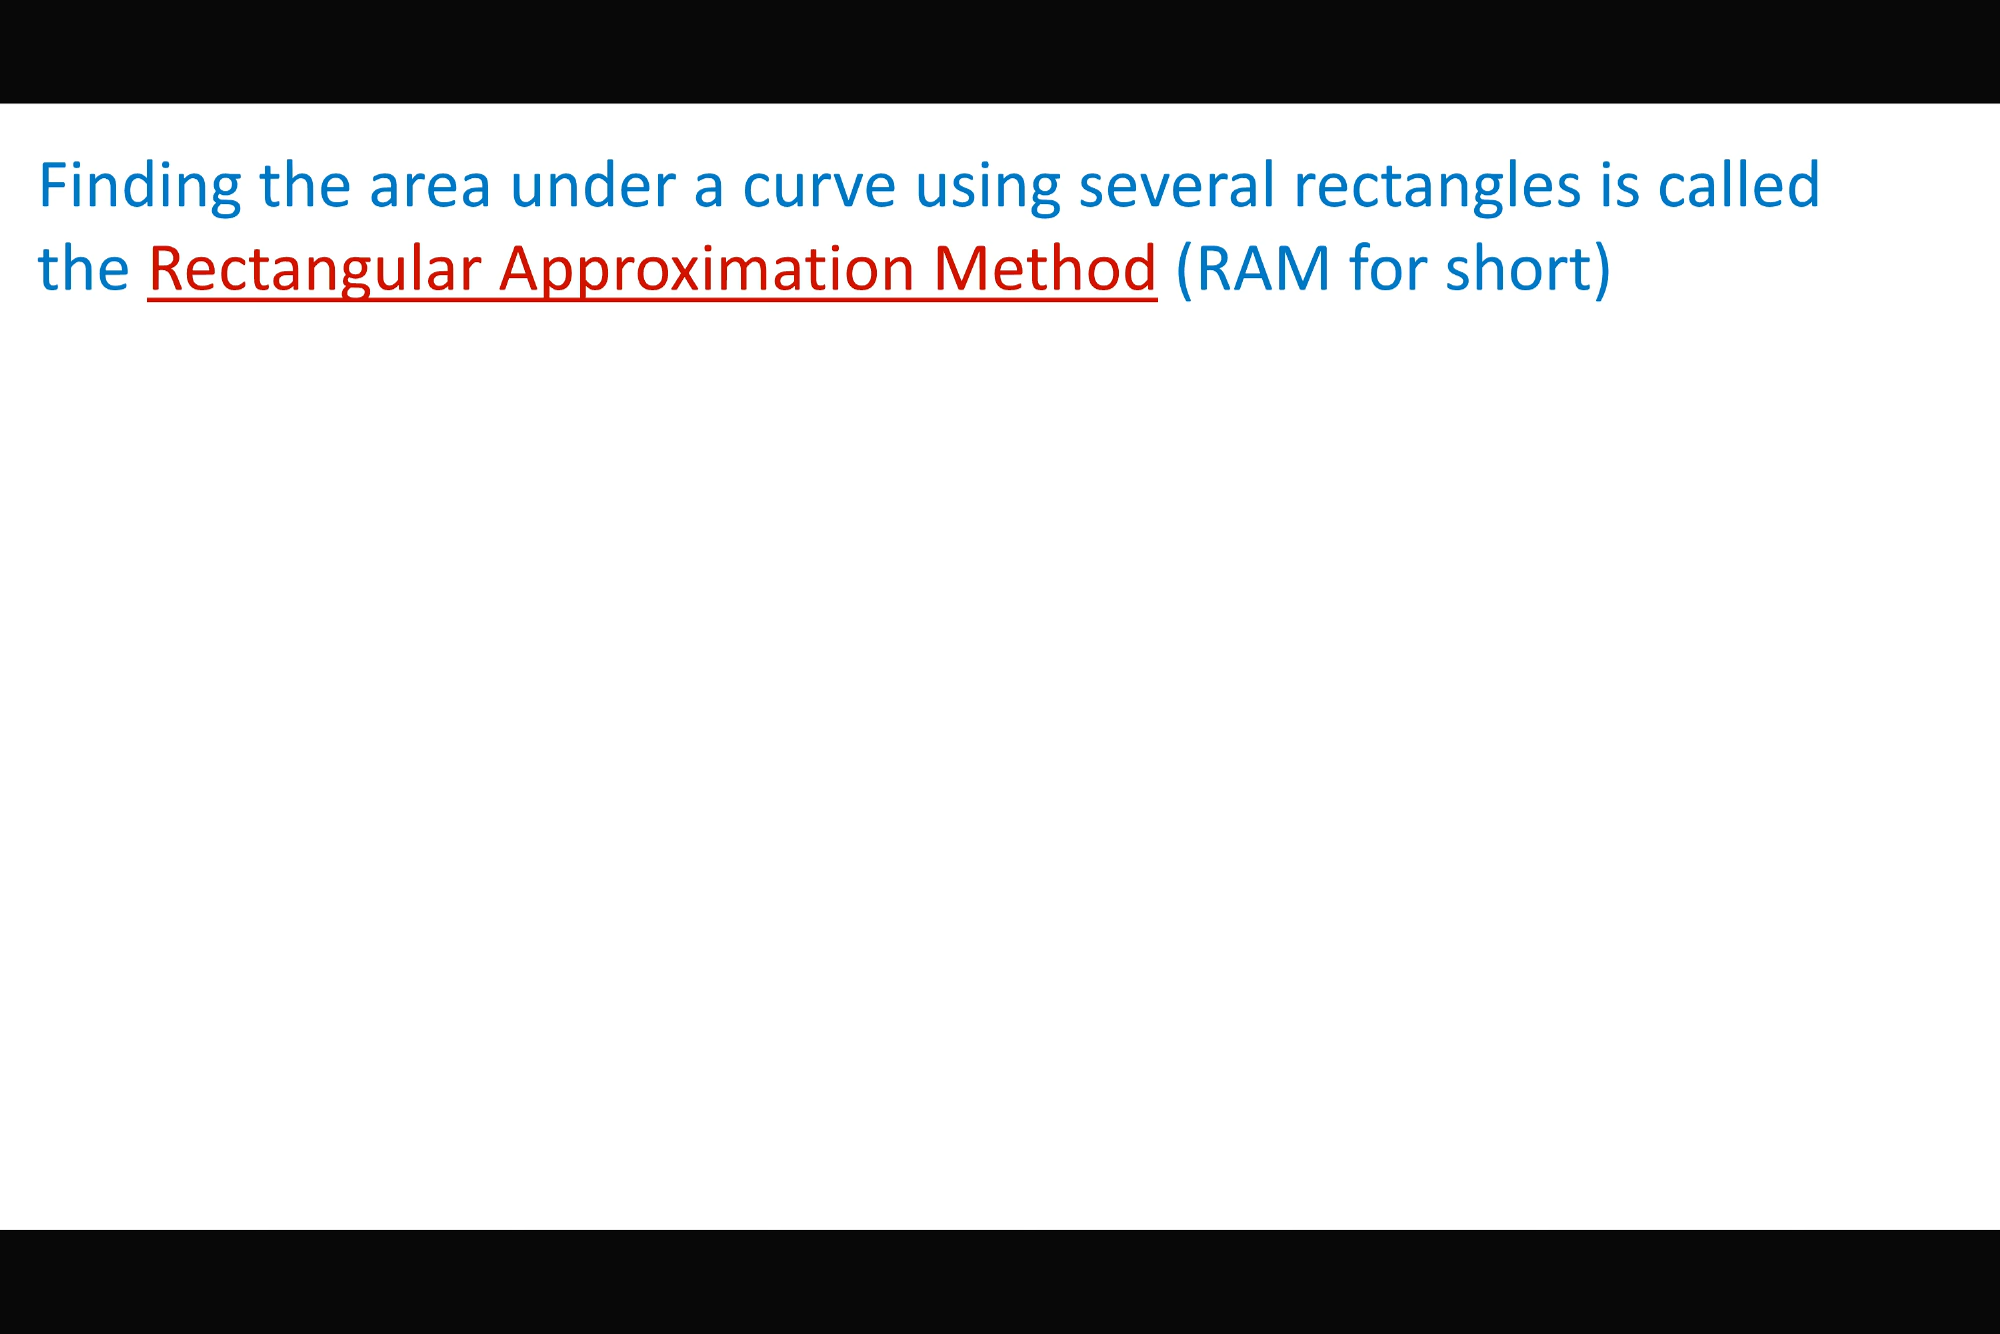 Finding the area under a curve using several rectangles is called
the Rectangular Approximation Method (RAM for short)